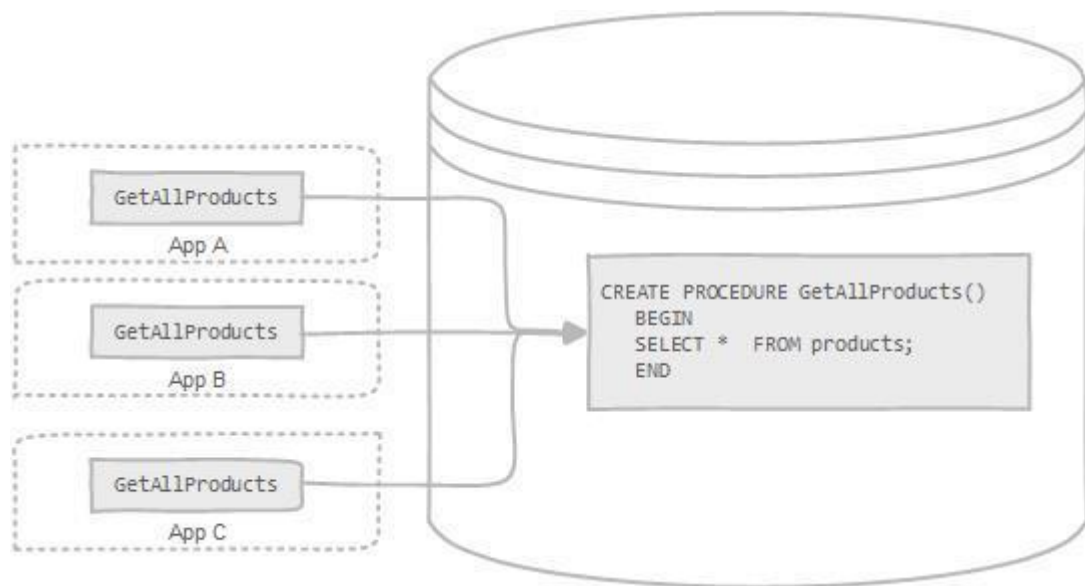 GetAllProducts
App A
GetAllProducts
App B
GetAllProducts
App C
CREATE PROCEDURE GetAllProducts()
BEGIN
SELECT *  FROM products;
END